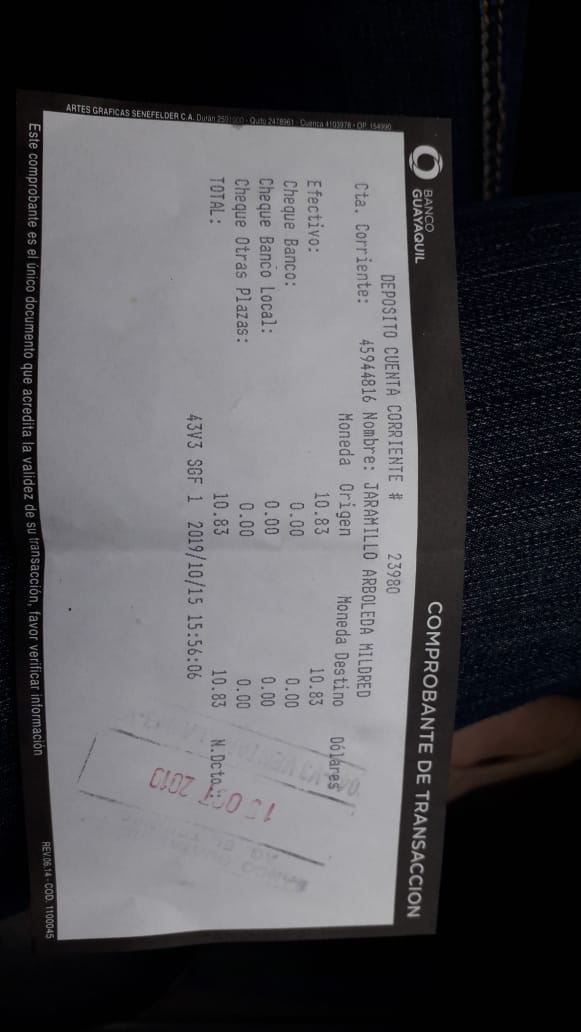 BANCO
GUAYAQUIL
COMPROBANTE DE TRANSACCION
DEPOSITO CUENTA CORRIENTE # 23980
Cta. Corriente: 45944816 Nombre: JARAMILLO ARBOLEDA MILDRED
Moneda Origen Moneda Destino Dólares
Efectivo: 10.83 10.83
Cheque Banco: 0.00 0.00
Cheque Banco Local: 0.00 0.00
Cheque Otras Plazas: 0.00 0.00
TOTAL: 10.83 10.83 N.Dcto.:
43V3 SGF 1 2019/10/15 15:56:06
15 OCT 2019
Este comprobante es el único documento que acredita la validez de su transacción, favor verificar información
REV.06.14 - COD. 1100045
ARTES GRAFICAS SENEFELDER C.A.